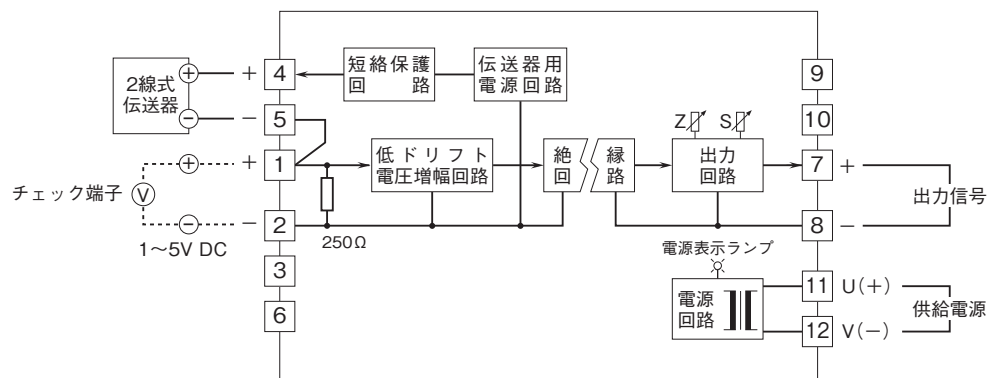 2線式
伝送器
+
-
+
-
4
5
短絡保護
回路
伝送器用
電源回路
チェック端子
V
+
-
1~5V DC
+
-
1
2
3
6
250Ω
低ドリフト
電圧増幅回路
絶縁
回路
Z
S
出力
回路
9
10
7
8
+
-
出力信号
電源表示ランプ
電源
回路
11
12
U(+)
V(-)
供給電源